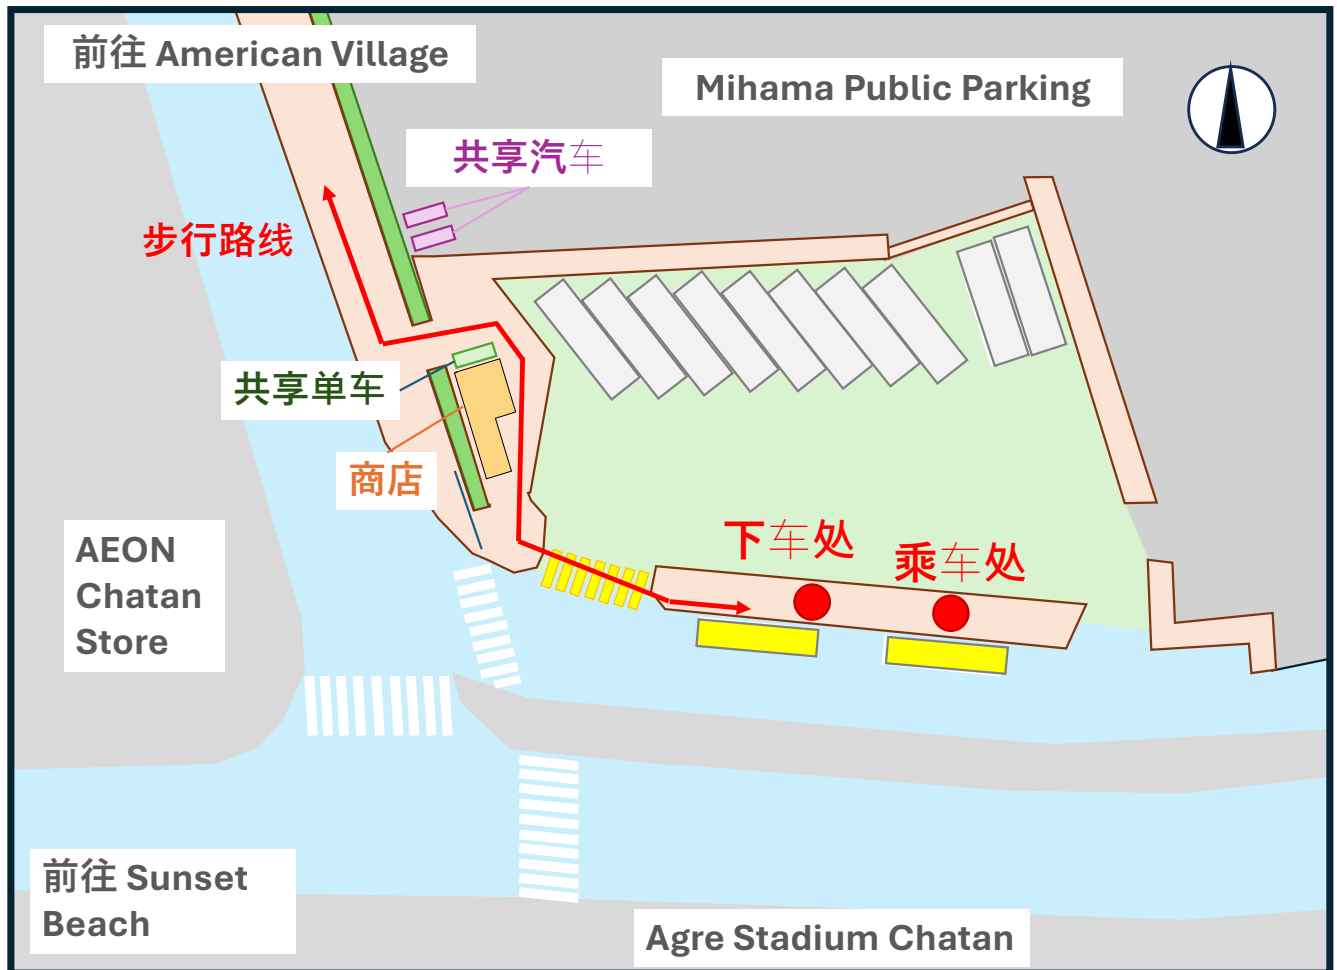 前往 American Village
Mihama Public Parking
共享汽车
步行路线
共享单车
商店
下车处
乘车处
AEON
Chatan
Store
前往 Sunset
Beach
Agre Stadium Chatan